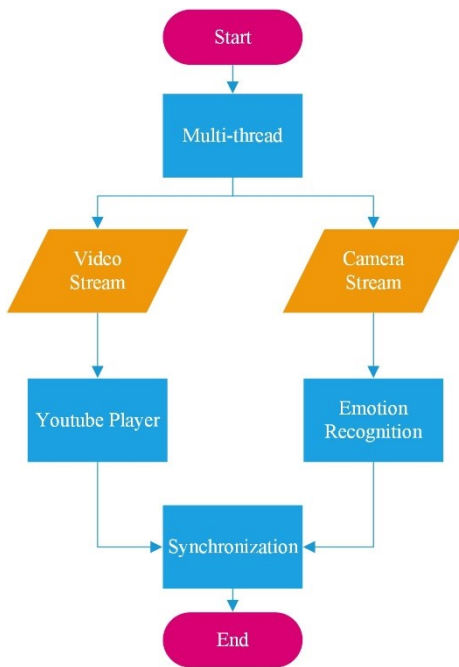 Start
Multi-thread
Video
Stream
Camera
Stream
Youtube Player
Emotion
Recognition
Synchronization
End